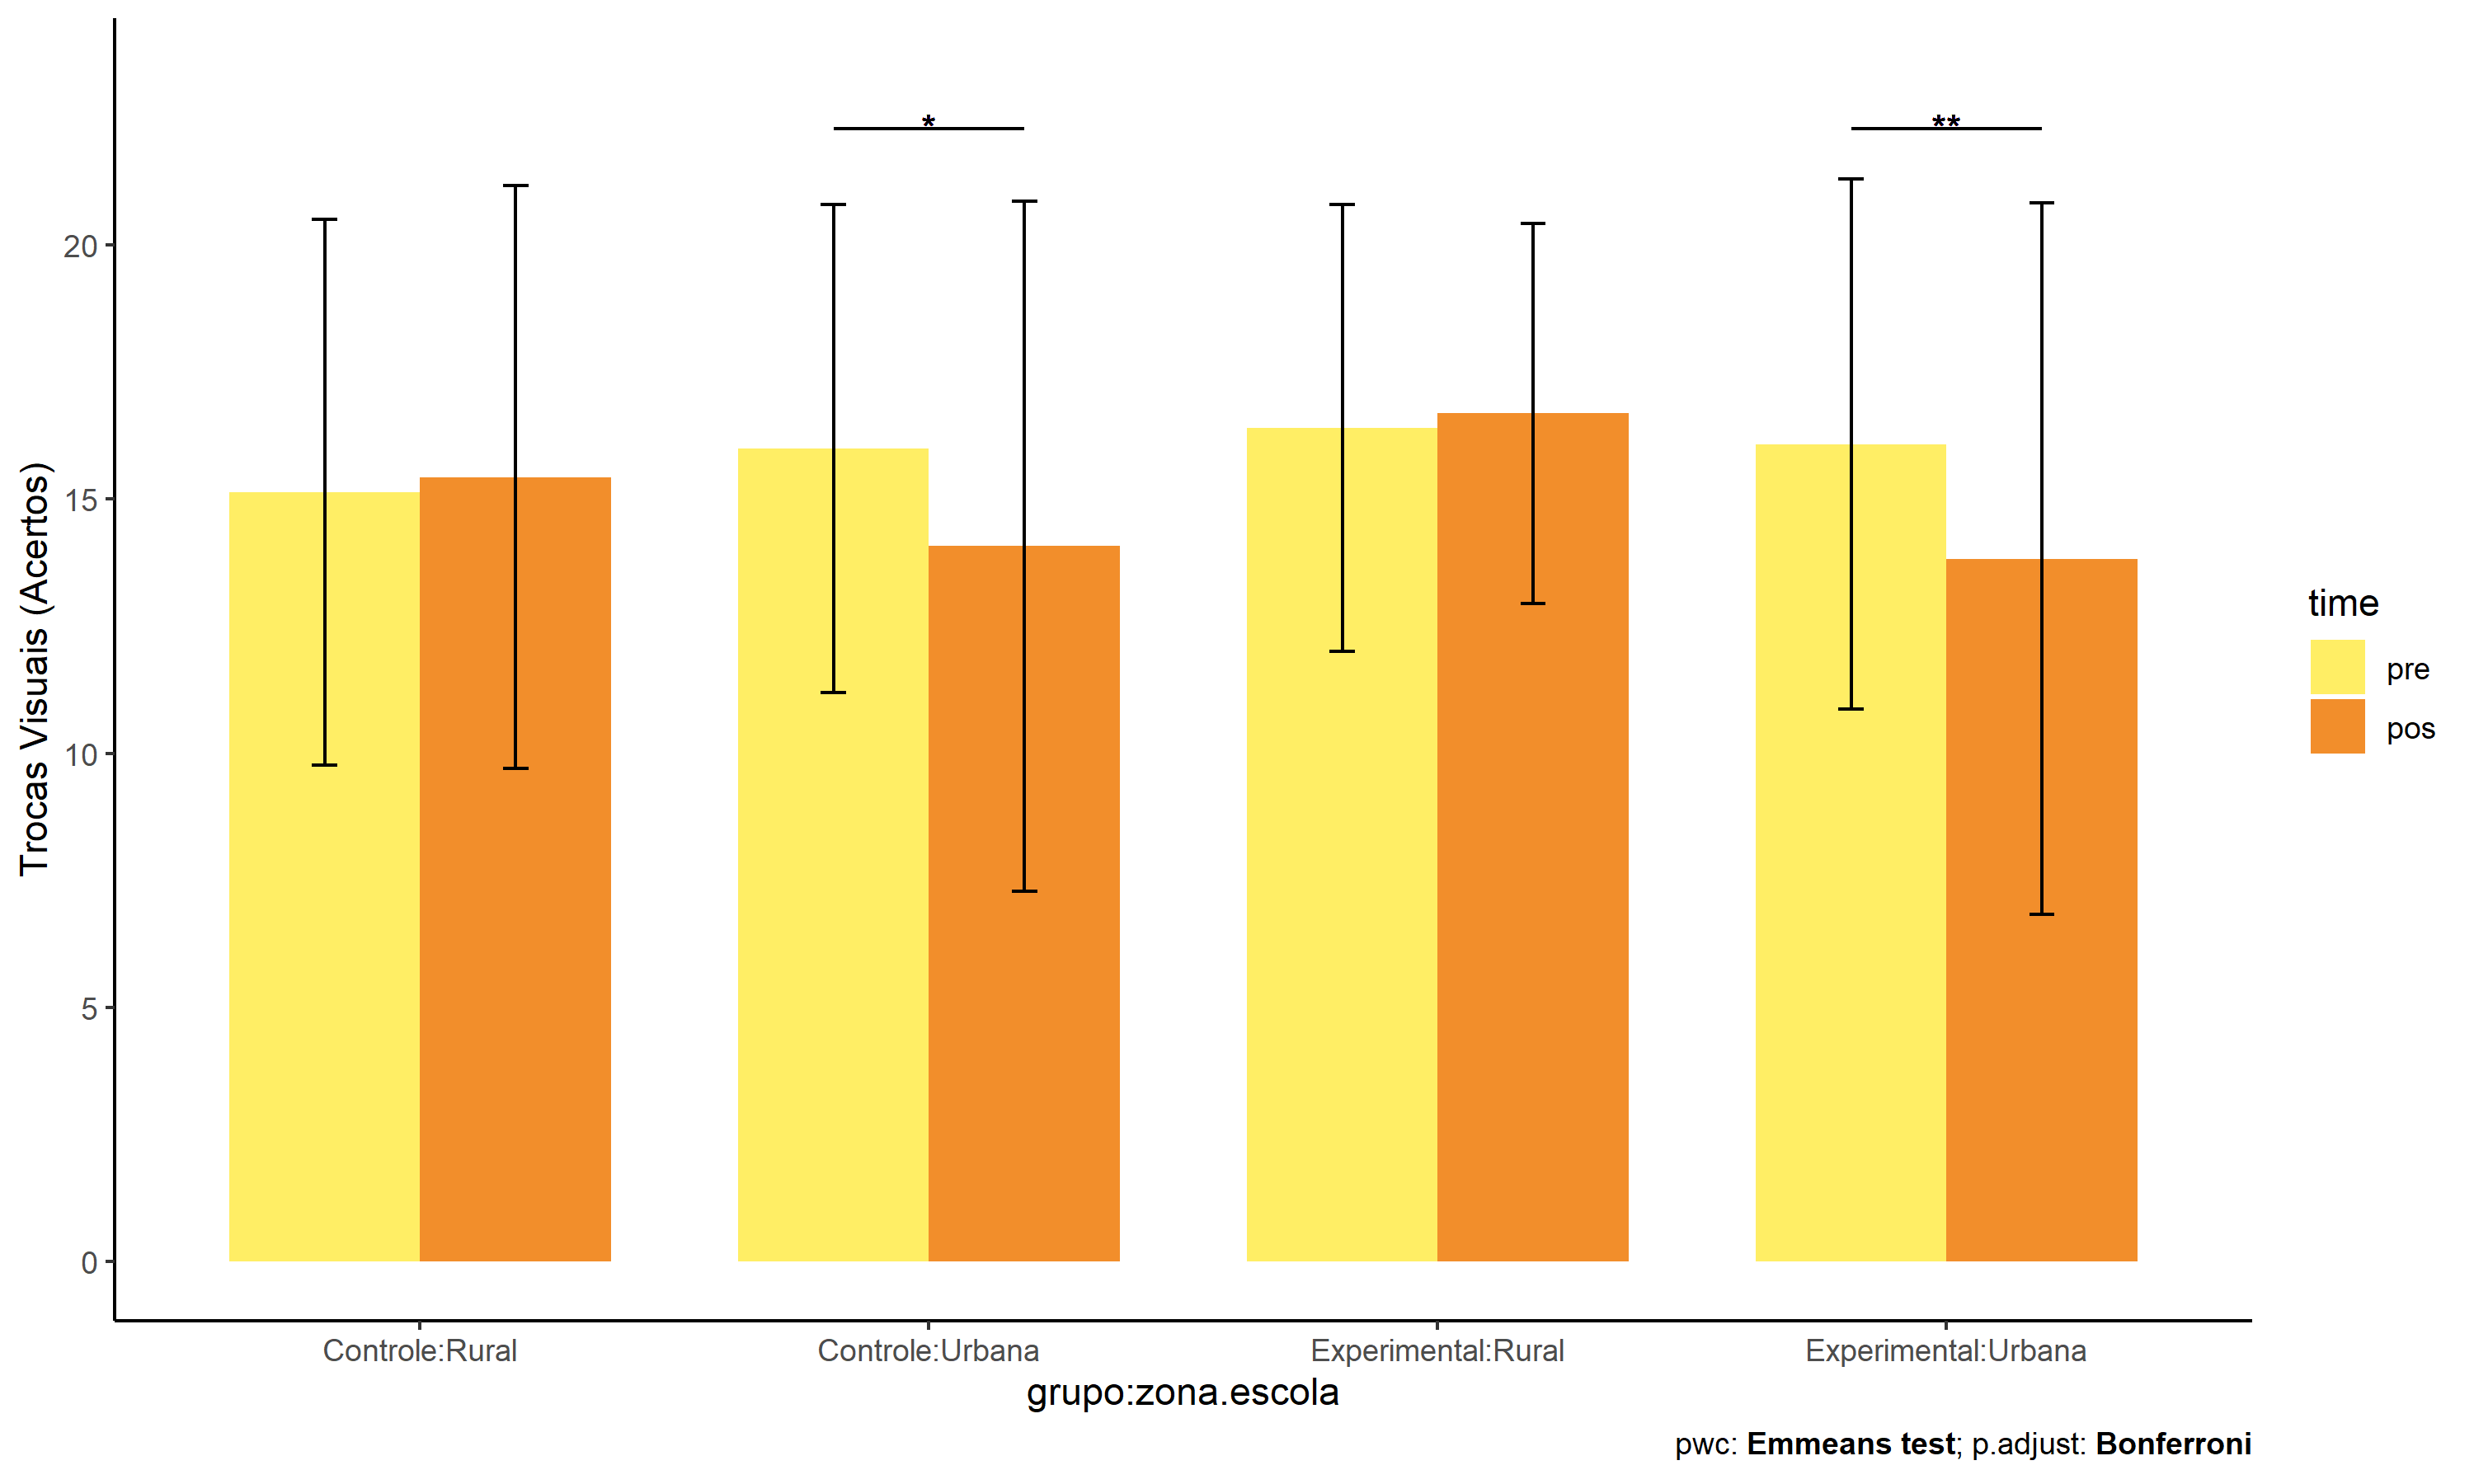 *
**
Trocas Visuais (Acertos)
20
15
10
5
0
Controle:Rural
Controle:Urbana
Experimental:Rural
Experimental:Urbana
grupo:zona.escola
time
pre
pos
pwc: Emmeans test; p.adjust: Bonferroni